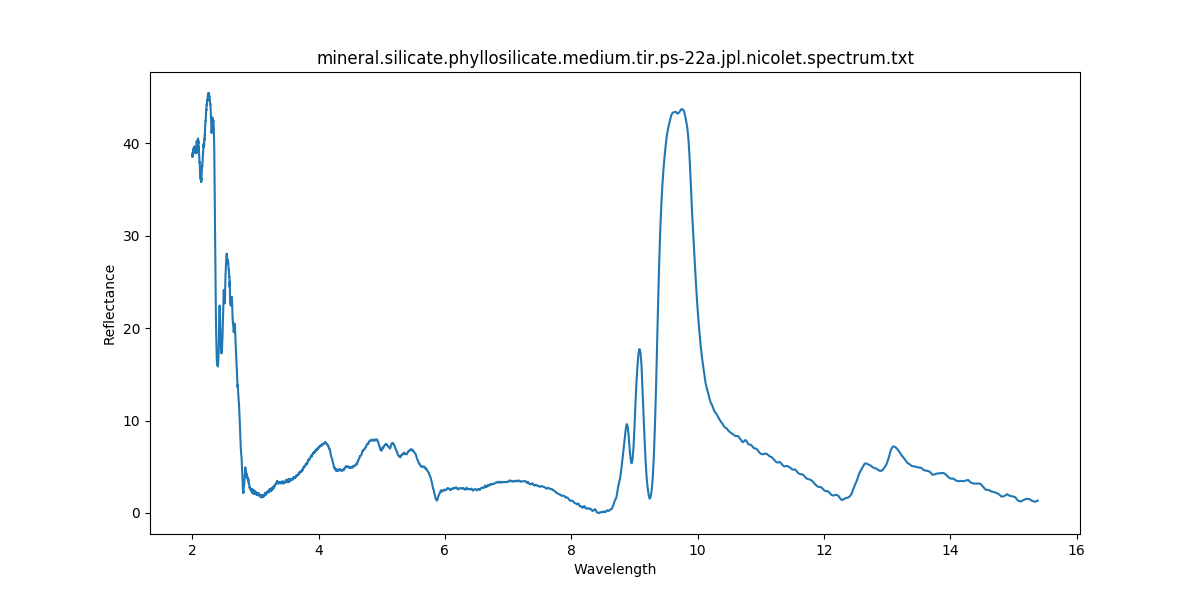 mineral.silicate.phyllosilicate.medium.tir.ps-22a.jpl.nicolet.spectrum.txt
40
30
20
10
0
Reflectance
2 4 6 8 10 12 14 16
Wavelength